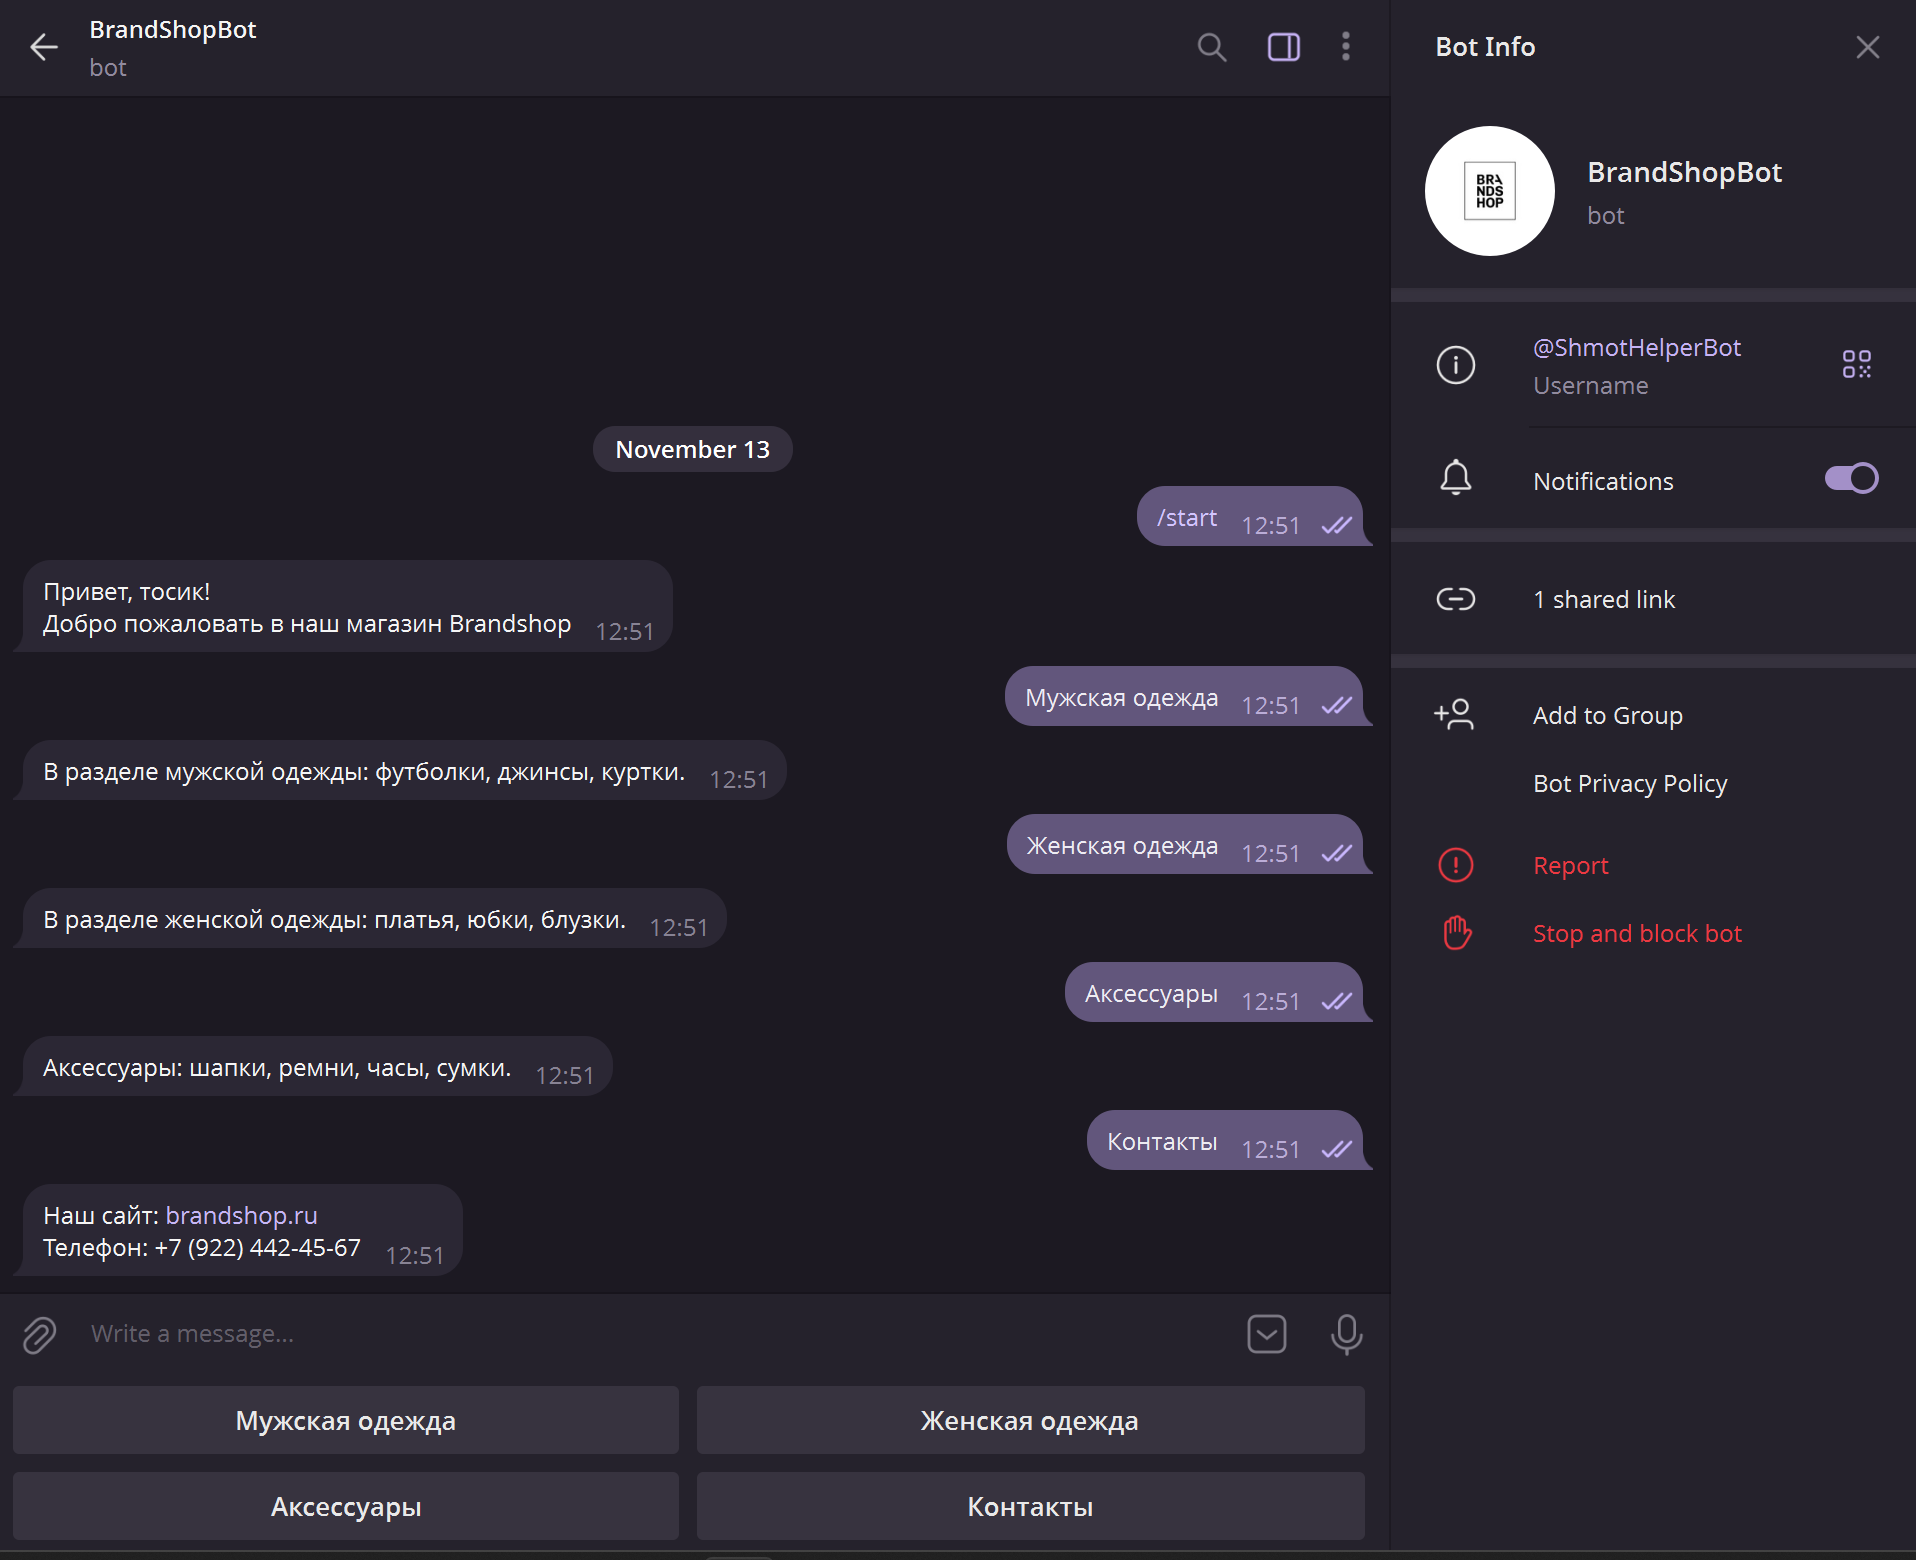 BrandShopBot
bot
November 13
/start 12:51
Привет, тосик!
Добро пожаловать в наш магазин Brandshop 12:51
Мужская одежда 12:51
В разделе мужской одежды: футболки, джинсы, куртки. 12:51
Женская одежда 12:51
В разделе женской одежды: платья, юбки, блузки. 12:51
Аксессуары 12:51
Аксессуары: шапки, ремни, часы, сумки. 12:51
Контакты 12:51
Наш сайт: brandshop.ru
Телефон: +7 (922) 442-45-67 12:51
Write a message...
Мужская одежда
Женская одежда
Аксессуары
Контакты
Bot Info
BRA
NDS
HOP
BrandShopBot
bot
@ShmotHelperBot
Username
Notifications
1 shared link
Add to Group
Bot Privacy Policy
Report
Stop and block bot